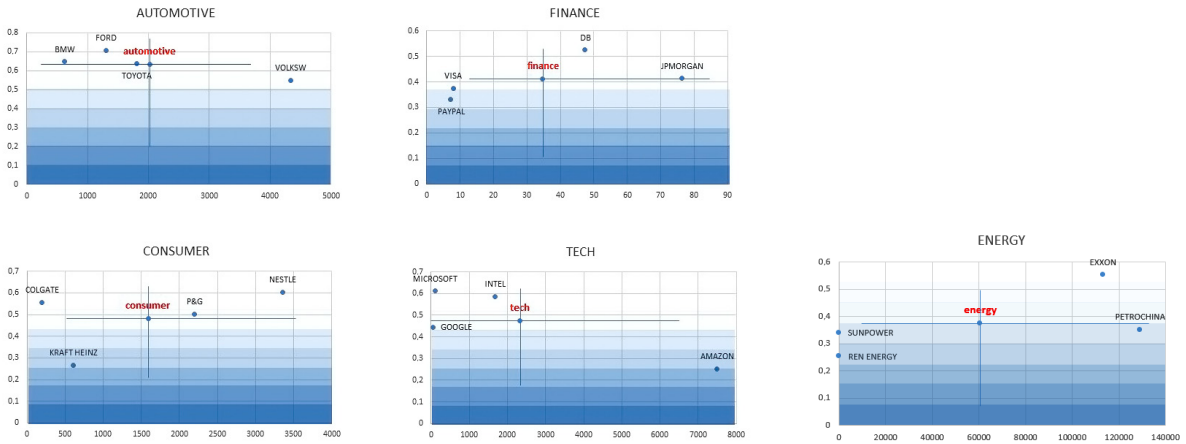 AUTOMOTIVE
0,8
0,7
0,6
0,5
0,4
0,3
0,2
0,1
0
FORD
BMW
automotive
TOYOTA
VOLKSW
0 1000 2000 3000 4000 5000
FINANCE
0,6
0,5
0,4
0,3
0,2
0,1
0
DB
finance
JPMORGAN
VISA
PAYPAL
0 10 20 30 40 50 60 70 80 90
CONSUMER
0,7
0,6
0,5
0,4
0,3
0,2
0,1
0
COLGATE
NESTLE
consumer
P&G
KRAFT HEINZ
0 500 1000 1500 2000 2500 3000 3500 4000
TECH
0,7
0,6
0,5
0,4
0,3
0,2
0,1
0
MICROSOFT
INTEL
tech
GOOGLE
AMAZON
0 1000 2000 3000 4000 5000 6000 7000 8000
ENERGY
0,6
0,5
0,4
0,3
0,2
0,1
0
EXXON
energy
PETROCHINA
SUNPOWER
REN ENERGY
0 20000 40000 60000 80000 100000 120000 140000